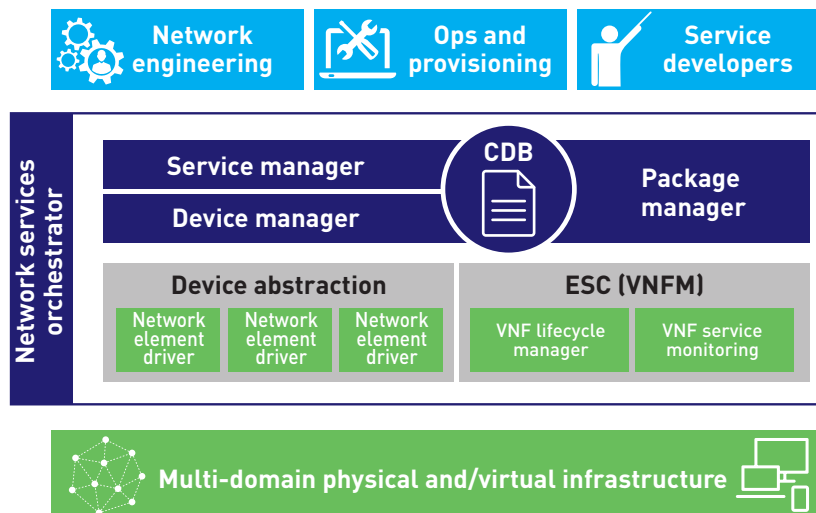 Network
engineering
Ops and
provisioning
Service
developers
Network services
orchestrator
Service manager
Device manager
CDB
Package
manager
Device abstraction
Network
element
driver
Network
element
driver
Network
element
driver
ESC (VNFM)
VNF lifecycle
manager
VNF service
monitoring
Multi-domain physical and/virtual infrastructure